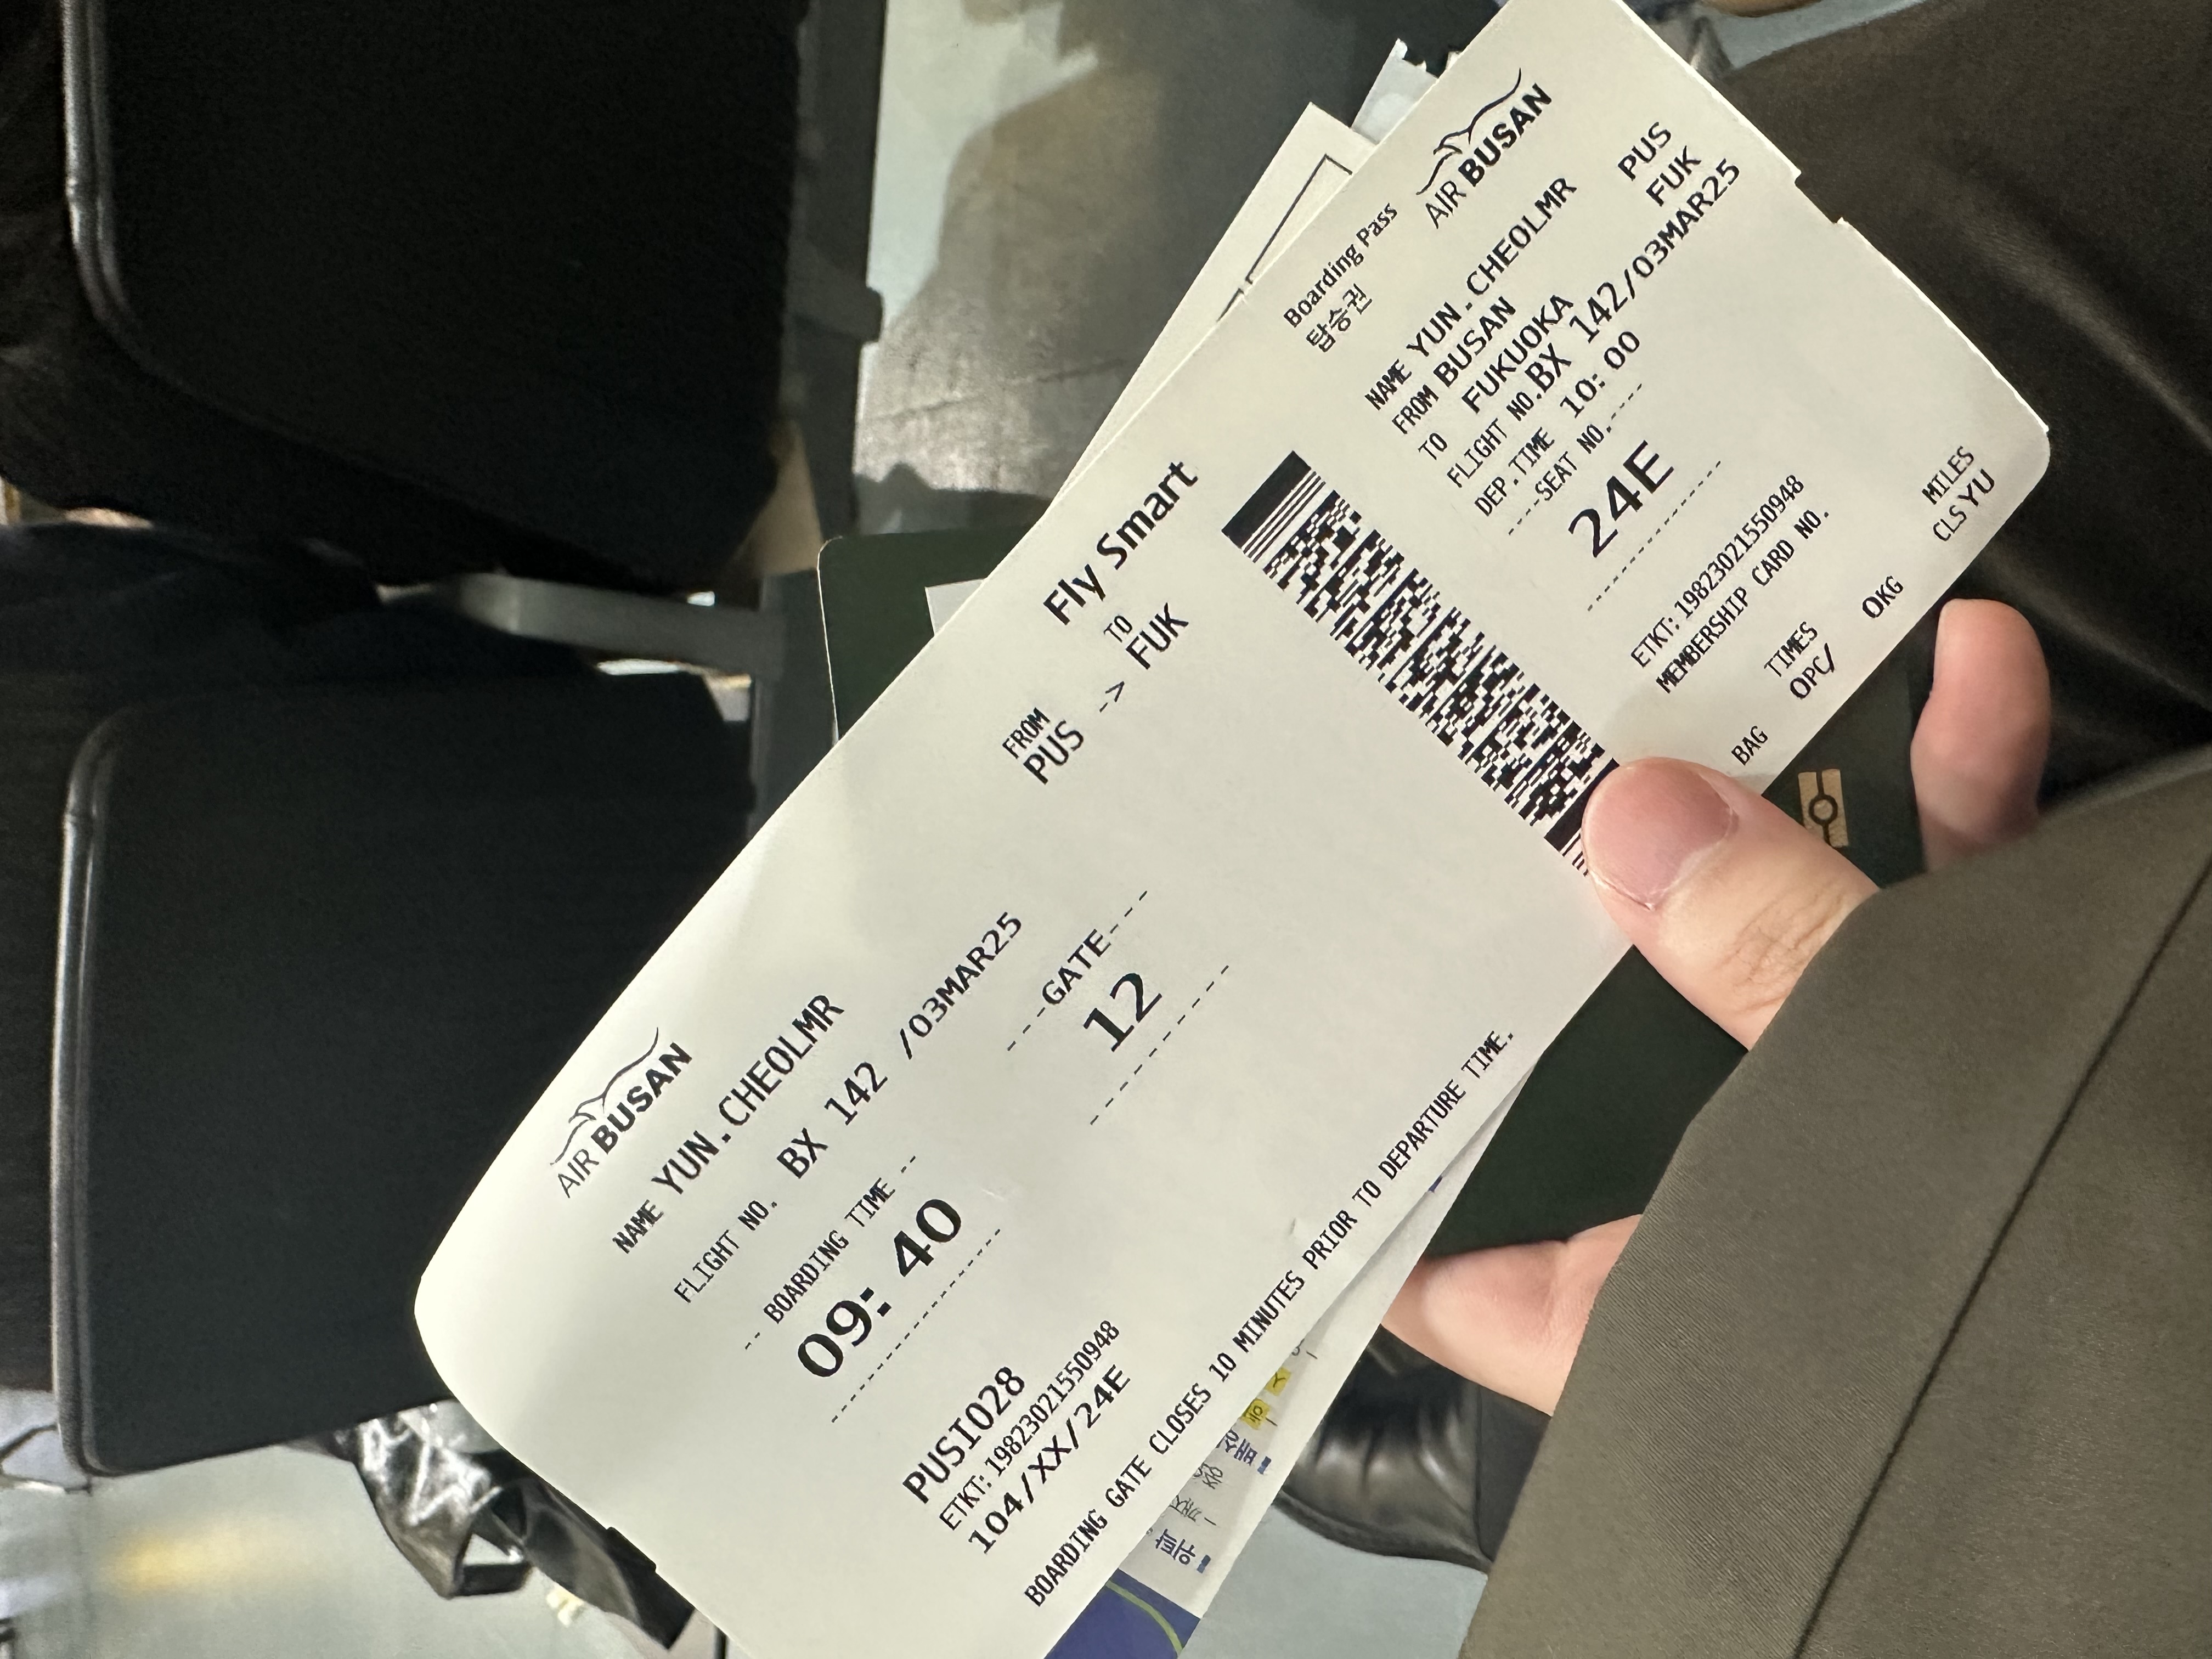 AIR BUSAN
NAME YUN.CHEOLMR
FLIGHT NO. BX 142 /03MAR25
-- BOARDING TIME --
09: 40
---GATE---
12
FROM TO
PUS -> FUK
Fly Smart
PUSI028
ETKT: 19823021550948
104/XX/24E
BOARDING GATE CLOSES 10 MINUTES PRIOR TO DEPARTURE TIME.
Boarding Pass
탑승권
AIR BUSAN
NAME YUN.CHEOLMR
FROM BUSAN PUS
TO FUKUOKA FUK
FLIGHT NO.BX 142/03MAR25
DEP.TIME 10: 00
----SEAT NO.----
24E
ETKT: 19823021550948
MEMBERSHIP CARD NO.
TIMES MILES
OPC/ CLS YU
BAG 0KG